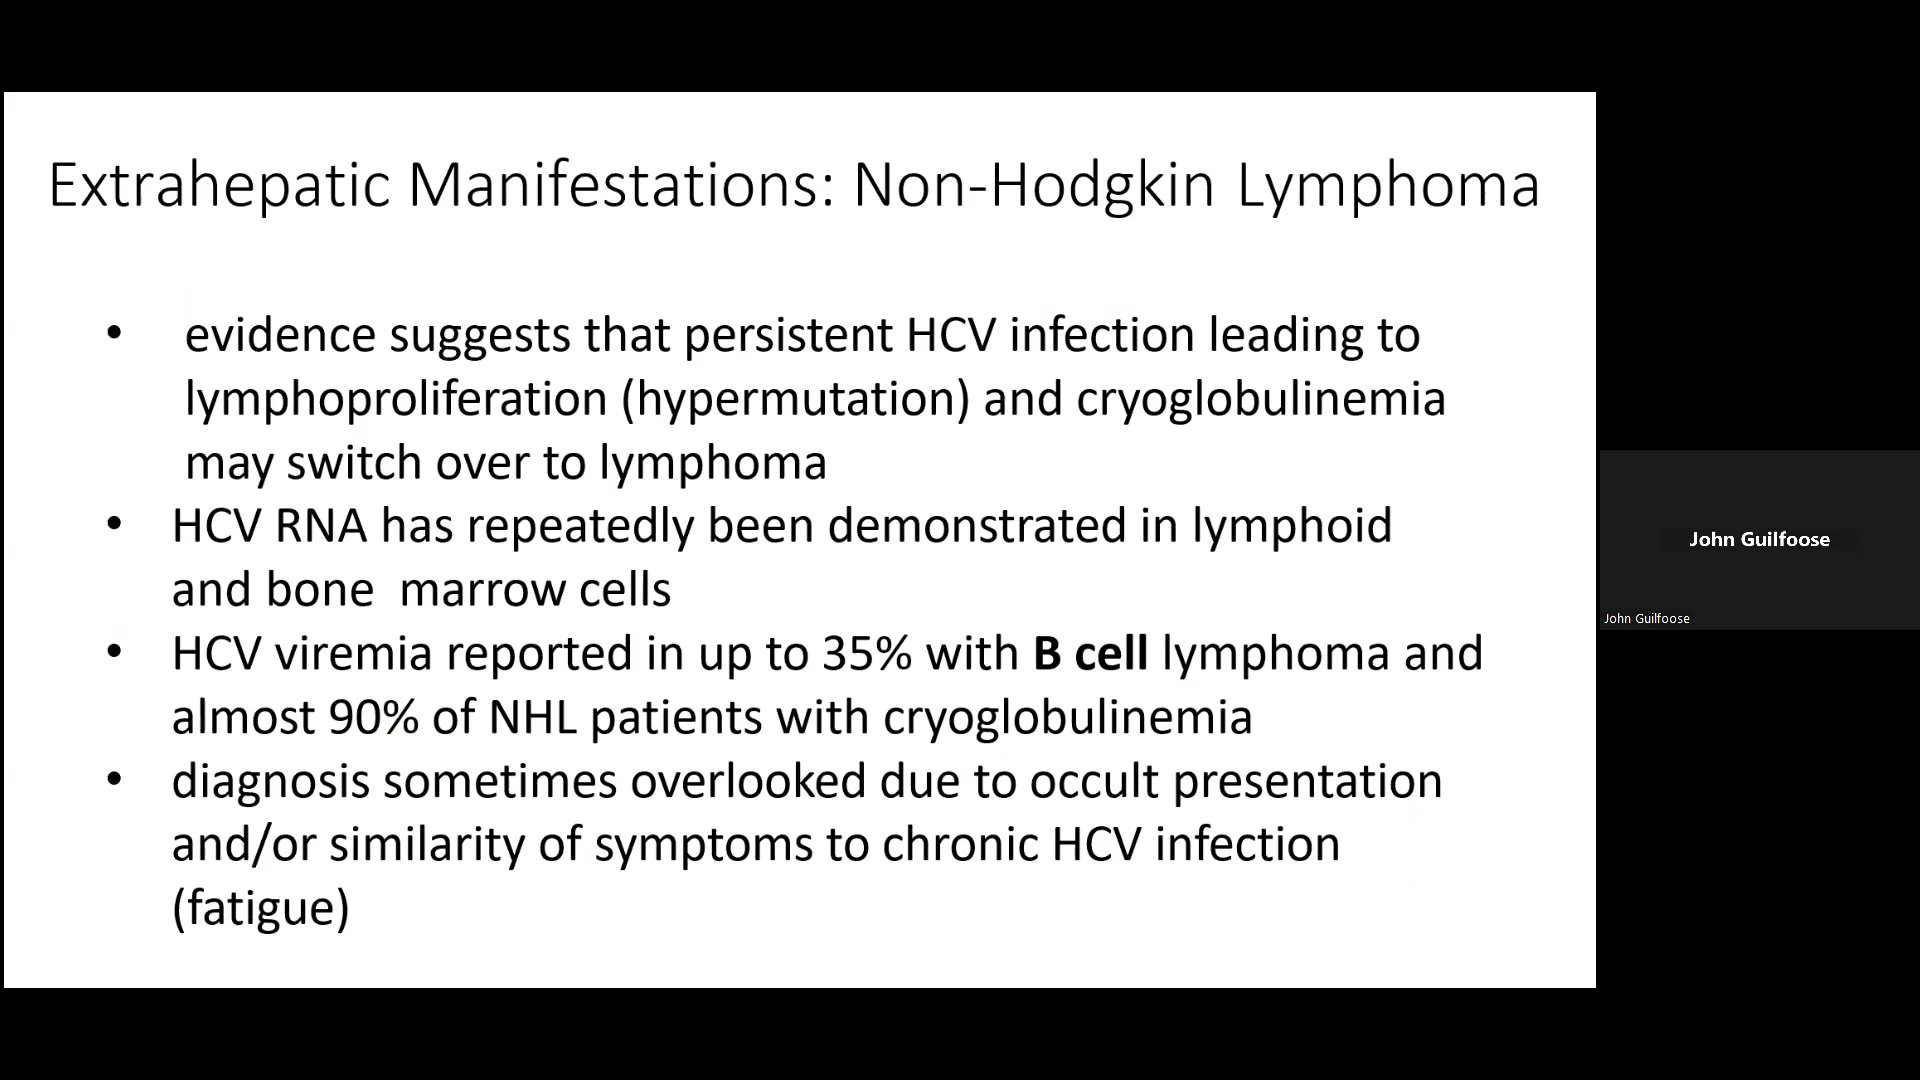 Extrahepatic Manifestations: Non-Hodgkin Lymphoma
• evidence suggests that persistent HCV infection leading to
lymphoproliferation (hypermutation) and cryoglobulinemia
may switch over to lymphoma
• HCV RNA has repeatedly been demonstrated in lymphoid
and bone  marrow cells
• HCV viremia reported in up to 35% with B cell lymphoma and
almost 90% of NHL patients with cryoglobulinemia
• diagnosis sometimes overlooked due to occult presentation
and/or similarity of symptoms to chronic HCV infection
(fatigue)
John Guilfoose
John Guilfoose